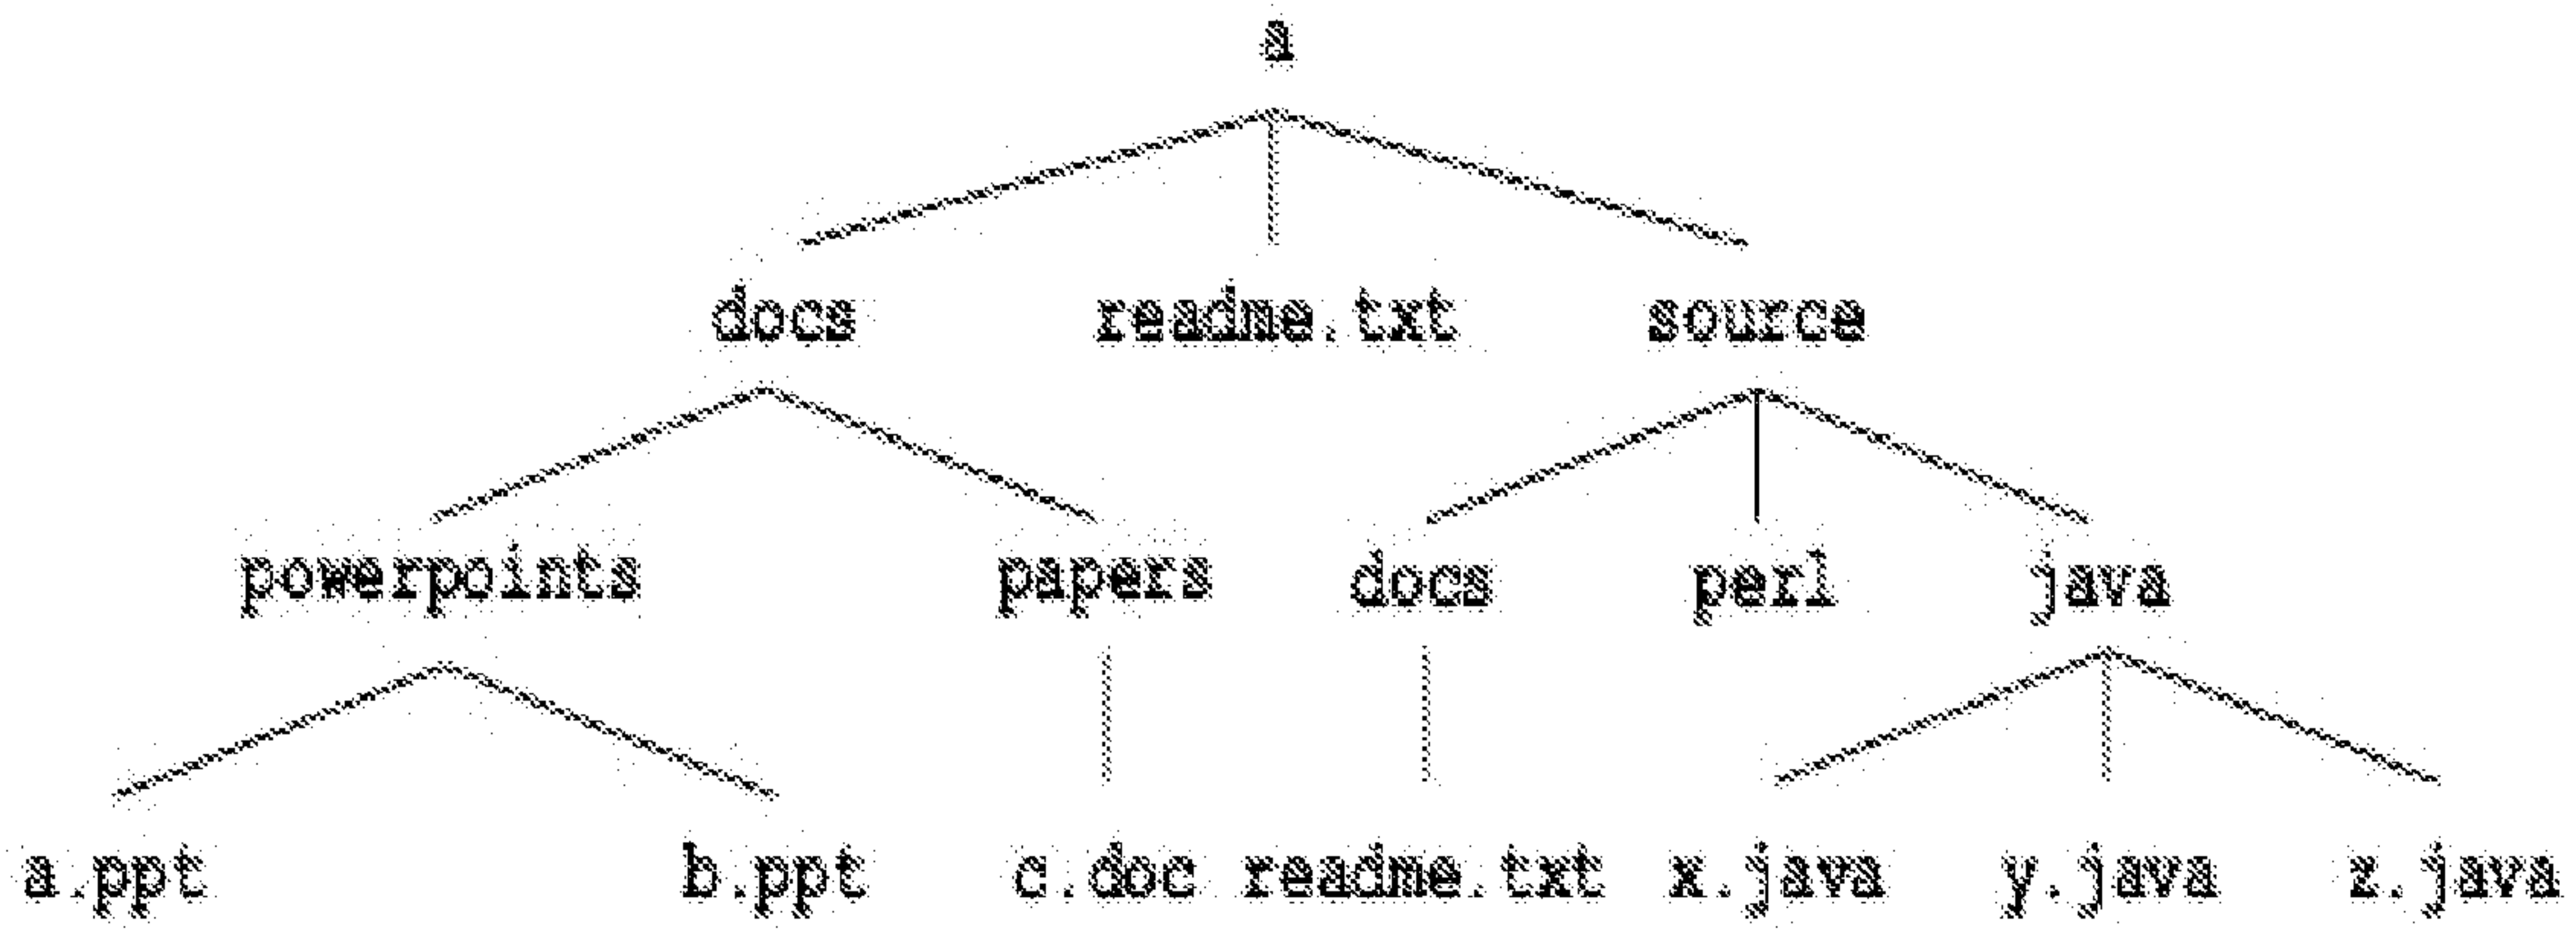 a
docs readme.txt source
powerpoints papers docs perl java
a.ppt b.ppt c.doc readme.txt x.java y.java z.java